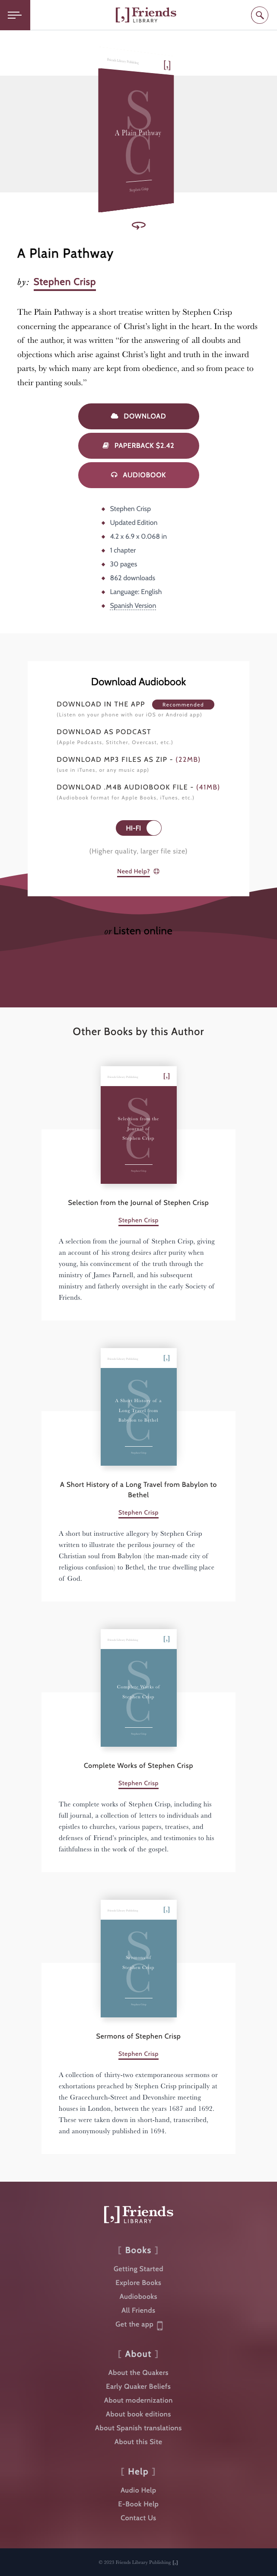 [,] Friends
LIBRARY
[,]
S
A Plain Pathway
C
Stephen Crisp
A Plain Pathway
by: Stephen Crisp
The Plain Pathway is a short treatise written by Stephen Crisp
concerning the appearance of Christ's light in the heart. In the words
of the author, it was written “for the answering of all doubts and
objections which arise against Christ's light and truth in the inward
parts, by which many are kept from obedience, and so from peace to
their panting souls.”
DOWNLOAD
PAPERBACK $2.42
AUDIOBOOK
Stephen Crisp
Updated Edition
4.2 x 6.9 x 0.068 in
1 chapter
30 pages
862 downloads
Language: English
Spanish Version
Download Audiobook
DOWNLOAD IN THE APP Recommended
(Listen on your phone with our iOS or Android app)
DOWNLOAD AS PODCAST
(Apple Podcasts, Stitcher, Overcast, etc.)
DOWNLOAD MP3 FILES AS ZIP - (22MB)
(use in iTunes, or any music app)
DOWNLOAD .M4B AUDIOBOOK FILE - (41MB)
(Audiobook format for Apple Books, iTunes, etc.)
HI-FI
(Higher quality, larger file size)
Need Help?
or Listen online
Other Books by this Author
[,]
S
Selection from the
Journal of
Stephen Crisp
C
Selection from the Journal of Stephen Crisp
Stephen Crisp
A selection from the journal of Stephen Crisp, giving
an account of his strong desires after purity when
young, his convincement of the truth through the
ministry of James Parnell, and his subsequent
ministry and fatherly oversight in the early Society of
Friends.
[,]
S
A Short History of a
Long Travel from
Babylon to Bethel
C
A Short History of a Long Travel from Babylon to
Bethel
Stephen Crisp
A short but instructive allegory by Stephen Crisp
written to illustrate the perilous journey of the
Christian soul from Babylon (the man-made city of
religious confusion) to Bethel, the true dwelling place
of God.
[,]
S
Complete Works of
Stephen Crisp
C
Complete Works of Stephen Crisp
Stephen Crisp
The complete works of Stephen Crisp, including his
full journal, a collection of letters to individuals and
epistles to churches, various papers, treatises, and
defenses of Friend's principles, and testimonies to his
faithfulness in the work of the gospel.
[,]
S
Sermons of
Stephen Crisp
C
Sermons of Stephen Crisp
Stephen Crisp
A collection of thirty-two extemporaneous sermons or
exhortations preached by Stephen Crisp principally at
the Gracechurch-Street and Devonshire meeting
houses in London, between the years 1687 and 1692.
These were taken down in short-hand, transcribed,
and anonymously published in 1694.
[,] Friends
LIBRARY
[ Books ]
Getting Started
Explore Books
Audiobooks
All Friends
Get the app
[ About ]
About the Quakers
Early Quaker Beliefs
About modernization
About book editions
About Spanish translations
About this Site
[ Help ]
Audio Help
E-Book Help
Contact Us
© 2025 Friends Library Publishing [,]